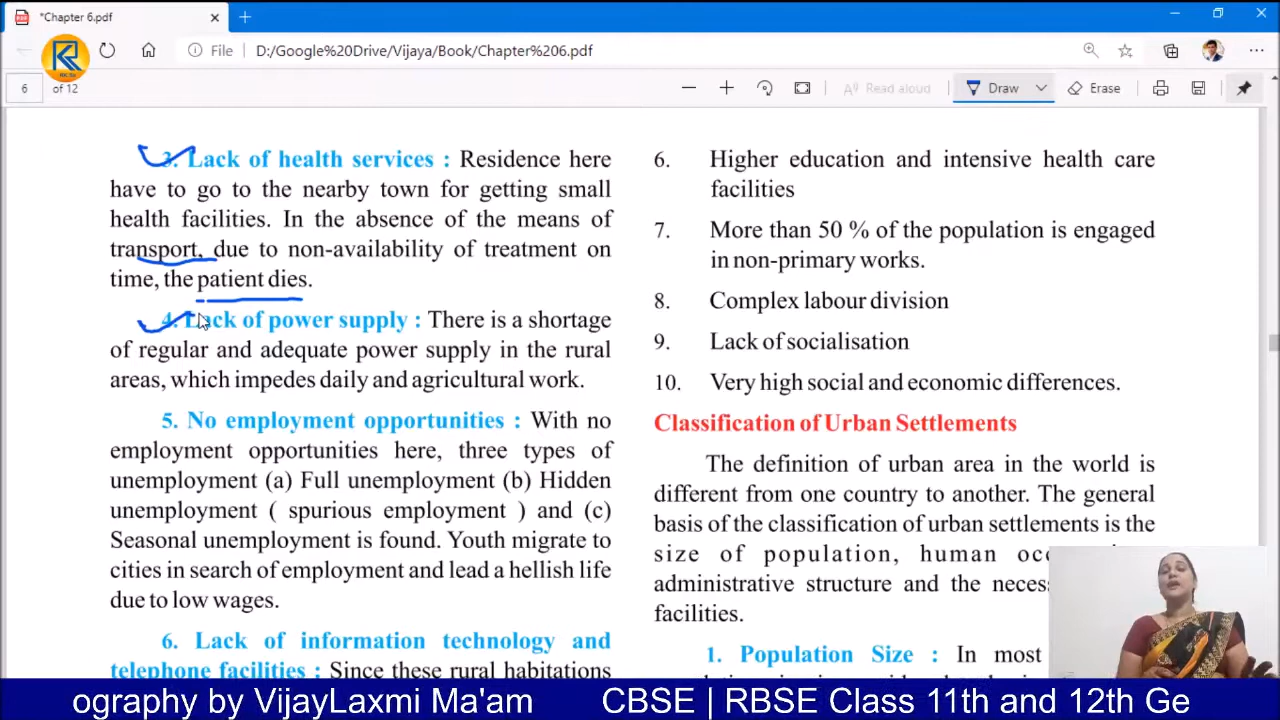 *Chapter 6.pdf
File
D:/Google%20Drive/Vijaya/Book/Chapter%206.pdf
6 of 12
Read aloud
Draw
Erase
3. Lack of health services : Residence here
have to go to the nearby town for getting small
health facilities. In the absence of the means of
transport, due to non-availability of treatment on
time, the patient dies.
4. Lack of power supply : There is a shortage
of regular and adequate power supply in the rural
areas, which impedes daily and agricultural work.
5. No employment opportunities : With no
employment opportunities here, three types of
unemployment (a) Full unemployment (b) Hidden
unemployment ( spurious employment ) and (c)
Seasonal unemployment is found. Youth migrate to
cities in search of employment and lead a hellish life
due to low wages.
6. Lack of information technology and
telephone facilities : Since these rural habitations
6. Higher education and intensive health care
facilities
7. More than 50 % of the population is engaged
in non-primary works.
8. Complex labour division
9. Lack of socialisation
10. Very high social and economic differences.
Classification of Urban Settlements
The definition of urban area in the world is
different from one country to another. The general
basis of the classification of urban settlements is the
size of population, human
administrative structure and the
facilities.
1. Population Size : In most
ography by VijayLaxmi Ma'am CBSE | RBSE Class 11th and 12th Ge